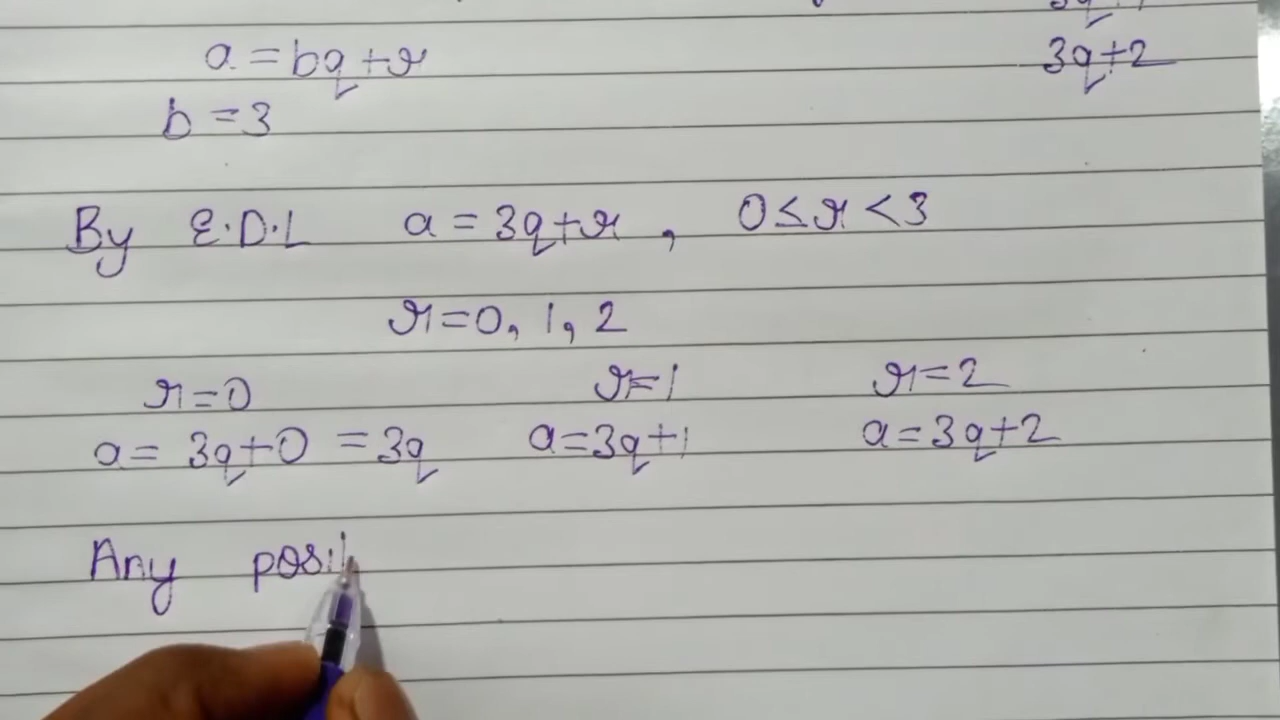 a = bq + r
3q + 2
b = 3
By E.D.L a = 3q + r , 0 ≤ r < 3
r = 0, 1, 2
r = 0 r = 1 r = 2
a = 3q + 0 = 3q a = 3q + 1 a = 3q + 2
Any posit